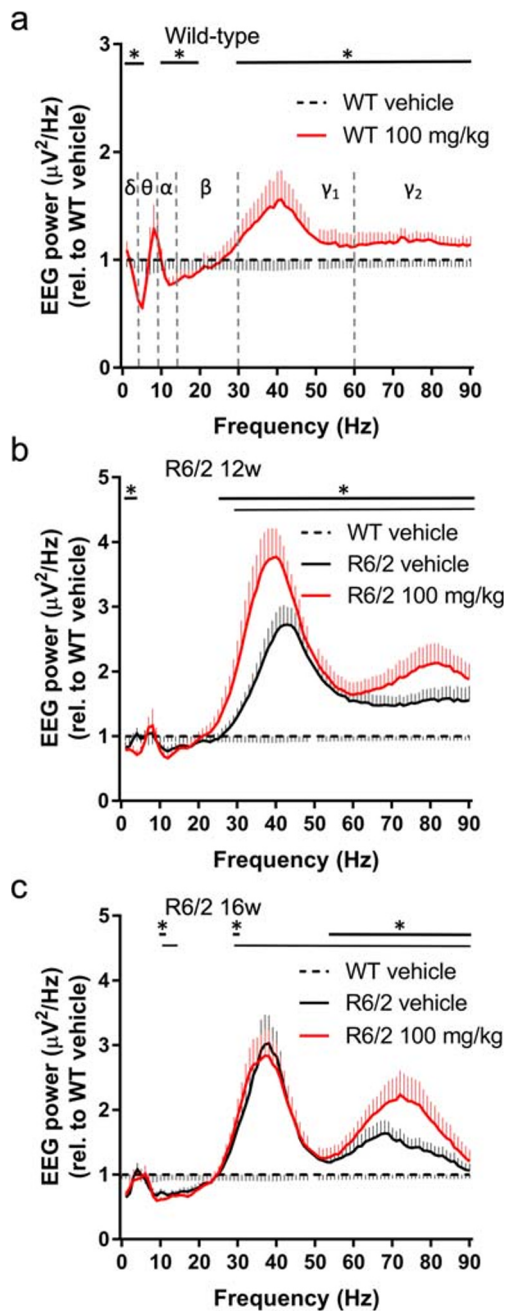 a
Wild-type
* * *
3
WT vehicle
WT 100 mg/kg
2
δ θ α β γ1 γ2
1
0
0 10 20 30 40 50 60 70 80 90
EEG power (μV2/Hz)
(rel. to WT vehicle)
Frequency (Hz)
b
R6/2 12w
* *
5
WT vehicle
R6/2 vehicle
R6/2 100 mg/kg
4
3
2
1
0
0 10 20 30 40 50 60 70 80 90
EEG power (μV2/Hz)
(rel. to WT vehicle)
Frequency (Hz)
c
R6/2 16w
* * *
5
WT vehicle
R6/2 vehicle
R6/2 100 mg/kg
4
3
2
1
0
0 10 20 30 40 50 60 70 80 90
EEG power (μV2/Hz)
(rel. to WT vehicle)
Frequency (Hz)